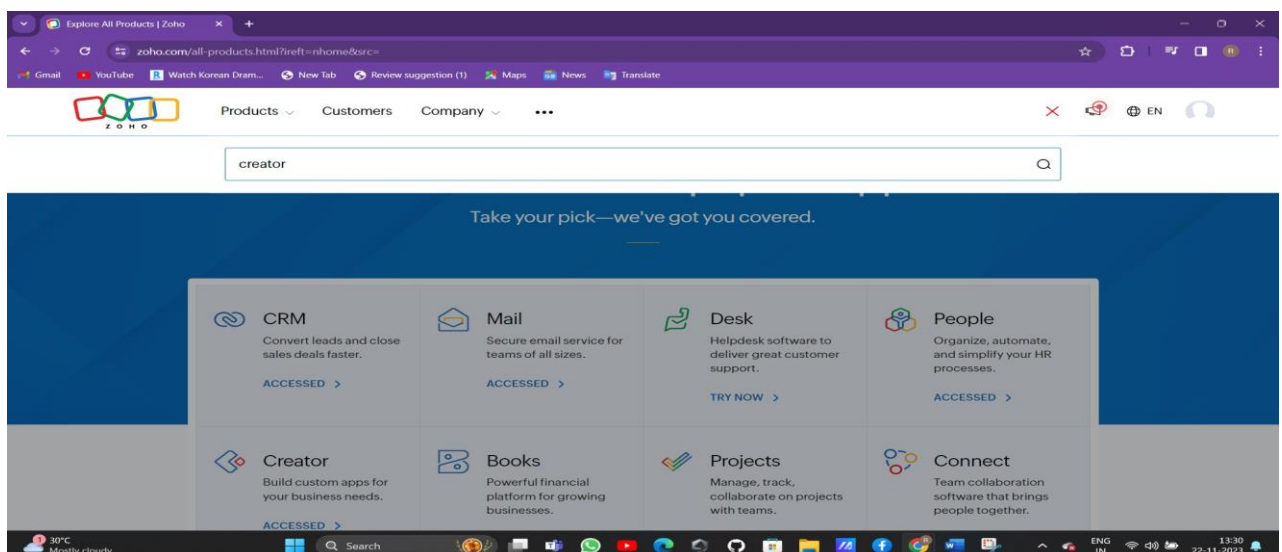 Explore All Products | Zoho
zoho.com/all-products.html?ireft=nhome&src=
Gmail YouTube Watch Korean Dram... New Tab Review suggestion (1) Maps News Translate
ZOHO Products Customers Company ••• EN
creator
Take your pick—we've got you covered.
CRM
Convert leads and close
sales deals faster.
ACCESSED >
Mail
Secure email service for
teams of all sizes.
ACCESSED >
Desk
Helpdesk software to
deliver great customer
support.
TRY NOW >
People
Organize, automate,
and simplify your HR
processes.
ACCESSED >
Creator
Build custom apps for
your business needs.
ACCESSED >
Books
Powerful financial
platform for growing
businesses.
Projects
Manage, track,
collaborate on projects
with teams.
Connect
Team collaboration
software that brings
people together.
30°C
Mostly cloudy
Search
ENG
IN
13:30
22-11-2023